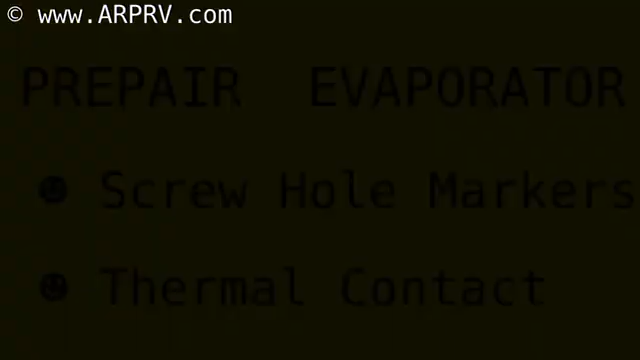 © www.ARPRV.com
PREPAIR EVAPORATOR
☻ Screw Hole Markers
☻ Thermal Contact